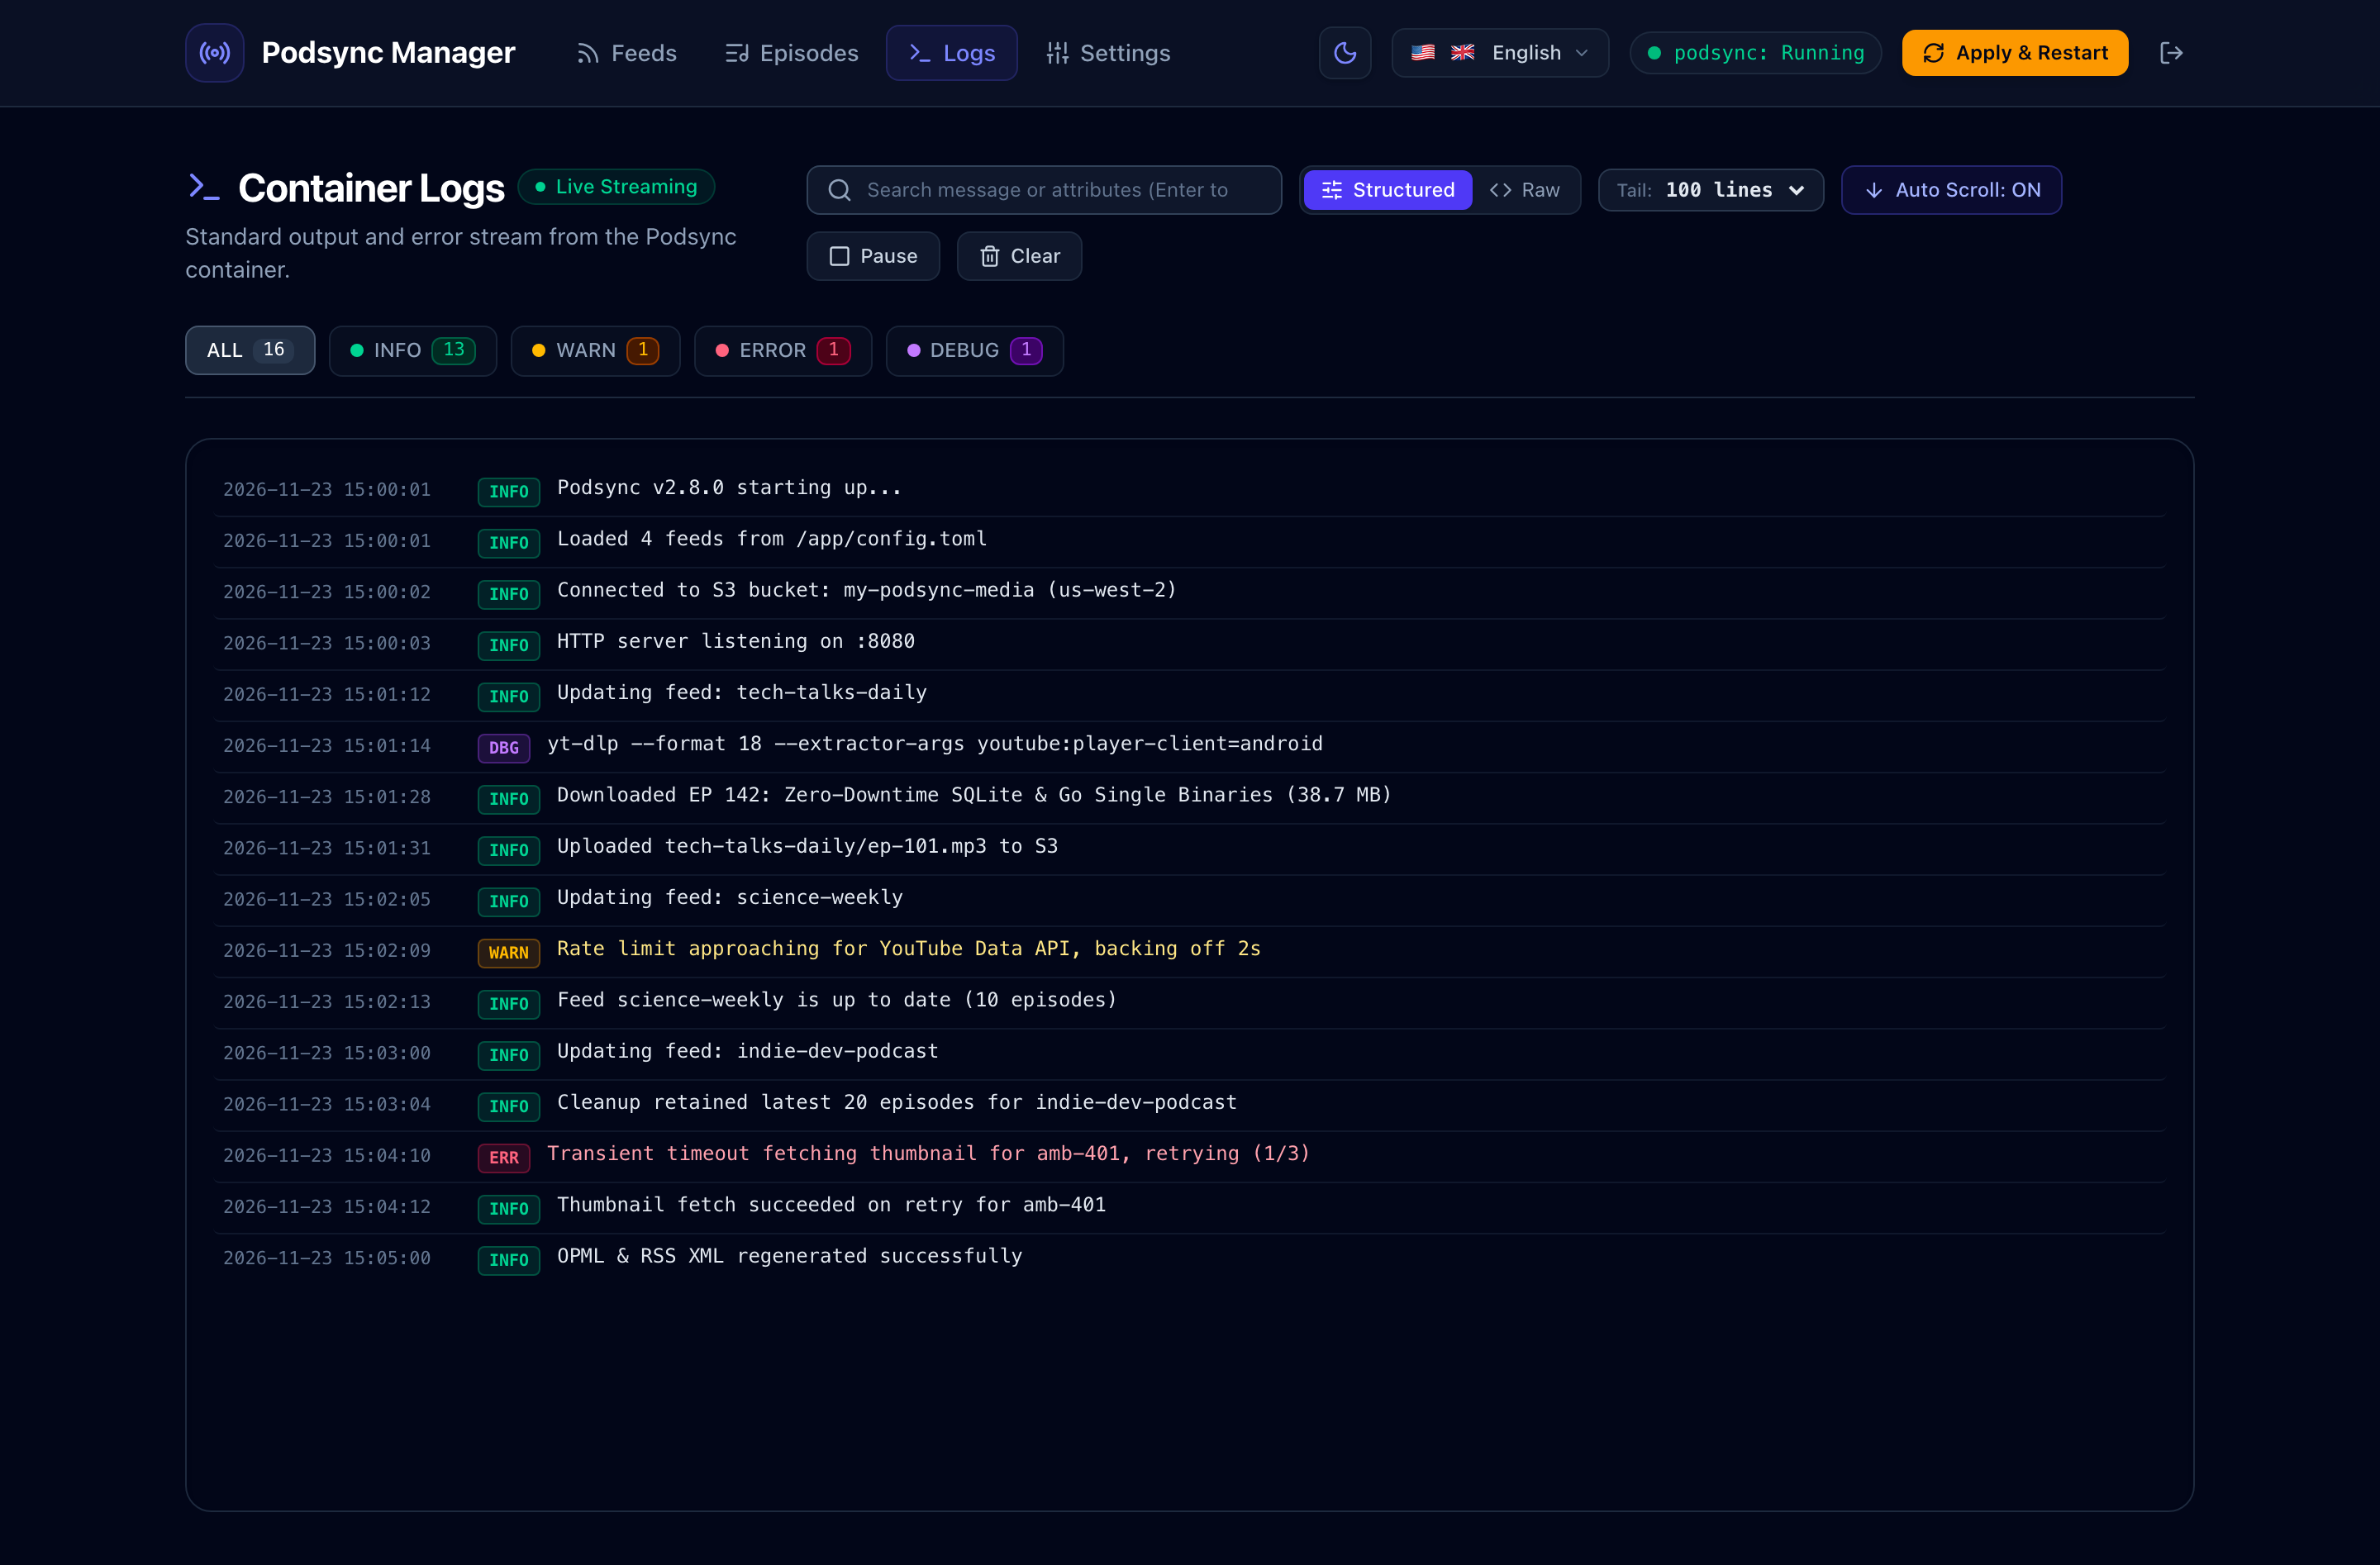 Podsync Manager
Feeds
Episodes
Logs
Settings
English
podsync: Running
Apply & Restart
Container Logs
Live Streaming
Standard output and error stream from the Podsync
container.
Search message or attributes (Enter to
Structured
Raw
Tail: 100 lines
Auto Scroll: ON
Pause
Clear
ALL 16
INFO 13
WARN 1
ERROR 1
DEBUG 1
2026-11-23 15:00:01 INFO Podsync v2.8.0 starting up...
2026-11-23 15:00:01 INFO Loaded 4 feeds from /app/config.toml
2026-11-23 15:00:02 INFO Connected to S3 bucket: my-podsync-media (us-west-2)
2026-11-23 15:00:03 INFO HTTP server listening on :8080
2026-11-23 15:01:12 INFO Updating feed: tech-talks-daily
2026-11-23 15:01:14 DBG yt-dlp --format 18 --extractor-args youtube:player-client=android
2026-11-23 15:01:28 INFO Downloaded EP 142: Zero-Downtime SQLite & Go Single Binaries (38.7 MB)
2026-11-23 15:01:31 INFO Uploaded tech-talks-daily/ep-101.mp3 to S3
2026-11-23 15:02:05 INFO Updating feed: science-weekly
2026-11-23 15:02:09 WARN Rate limit approaching for YouTube Data API, backing off 2s
2026-11-23 15:02:13 INFO Feed science-weekly is up to date (10 episodes)
2026-11-23 15:03:00 INFO Updating feed: indie-dev-podcast
2026-11-23 15:03:04 INFO Cleanup retained latest 20 episodes for indie-dev-podcast
2026-11-23 15:04:10 ERR Transient timeout fetching thumbnail for amb-401, retrying (1/3)
2026-11-23 15:04:12 INFO Thumbnail fetch succeeded on retry for amb-401
2026-11-23 15:05:00 INFO OPML & RSS XML regenerated successfully